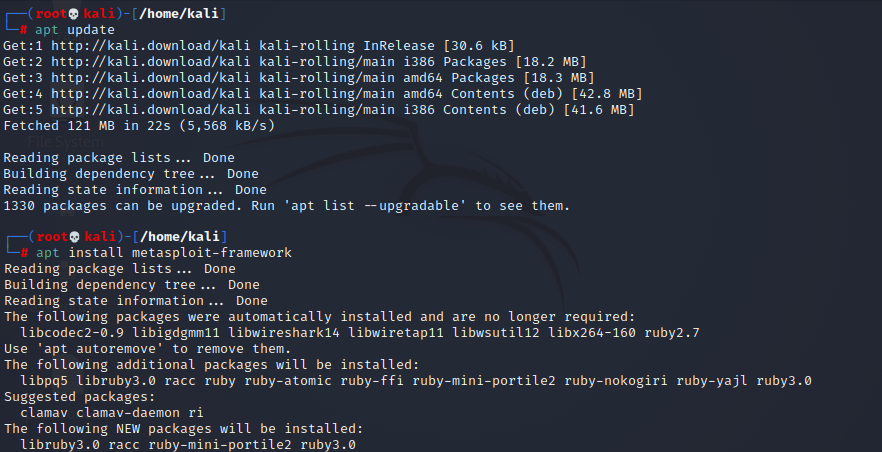 ┌──(root💀kali)-[/home/kali]
└─# apt update
Get:1 http://kali.download/kali kali-rolling InRelease [30.6 kB]
Get:2 http://kali.download/kali kali-rolling/main i386 Packages [18.2 MB]
Get:3 http://kali.download/kali kali-rolling/main amd64 Packages [18.3 MB]
Get:4 http://kali.download/kali kali-rolling/main amd64 Contents (deb) [42.8 MB]
Get:5 http://kali.download/kali kali-rolling/main i386 Contents (deb) [41.6 MB]
Fetched 121 MB in 22s (5,568 kB/s)
File System
Reading package lists... Done
Building dependency tree... Done
Reading state information... Done
1330 packages can be upgraded. Run 'apt list --upgradable' to see them.
┌──(root💀kali)-[/home/kali]
└─# apt install metasploit-framework
Reading package lists... Done
Building dependency tree... Done
Reading state information... Done
The following packages were automatically installed and are no longer required:
libcodec2-0.9 libigdgmm11 libwireshark14 libwiretap11 libwsutil12 libx264-160 ruby2.7
Use 'apt autoremove' to remove them.
The following additional packages will be installed:
libpq5 libruby3.0 racc ruby ruby-atomic ruby-ffi ruby-mini-portile2 ruby-nokogiri ruby-yajl ruby3.0
Suggested packages:
clamav clamav-daemon ri
The following NEW packages will be installed:
libruby3.0 racc ruby-mini-portile2 ruby3.0